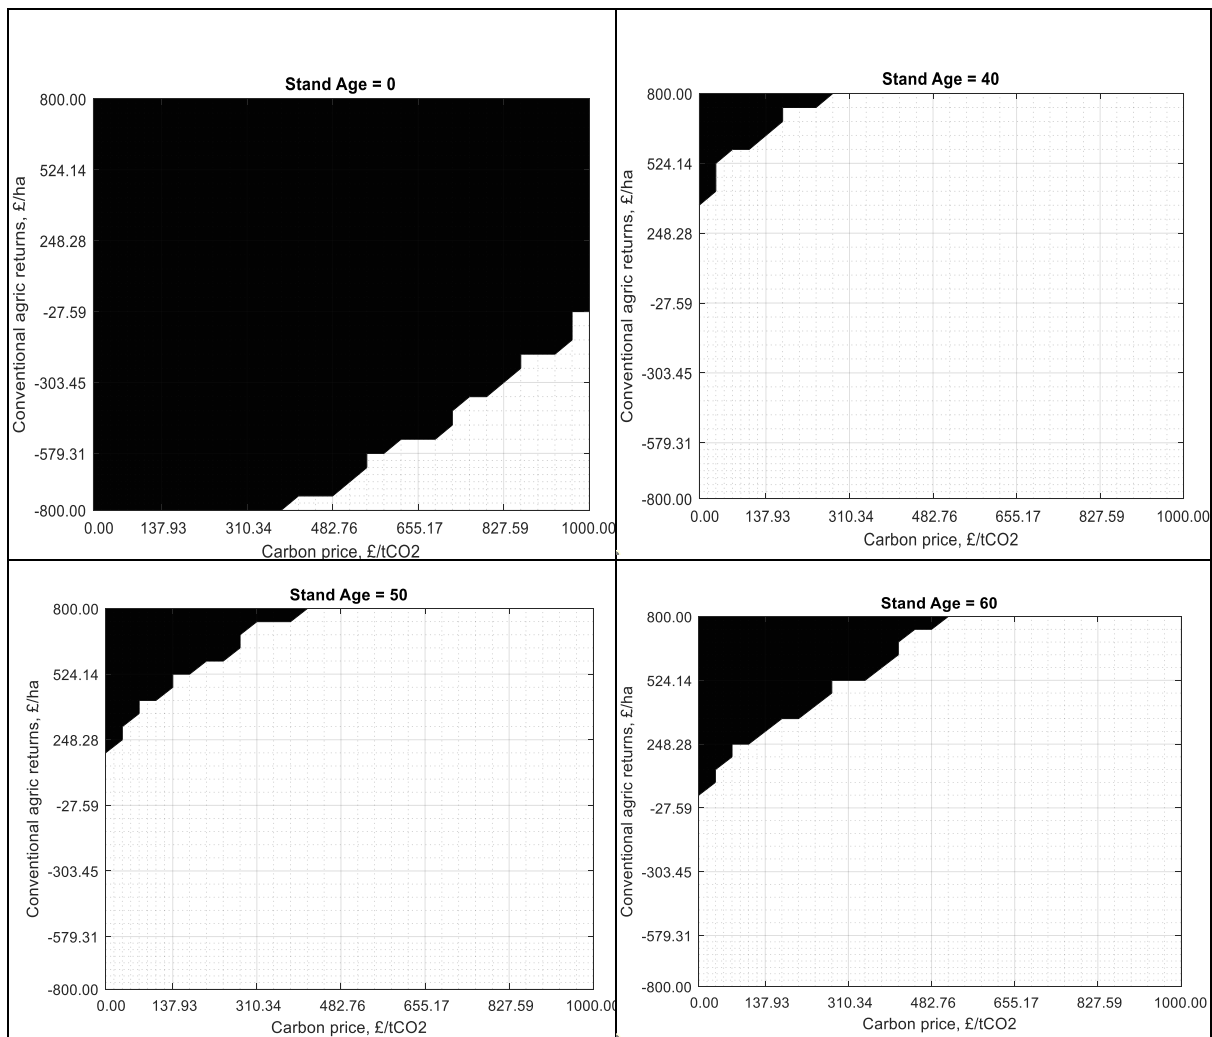 Stand Age = 0
800.00
524.14
248.28
-27.59
-303.45
-579.31
-800.00
Conventional agric returns, £/ha
0.00 137.93 310.34 482.76 655.17 827.59 1000.00
Carbon price, £/tCO2
Stand Age = 40
800.00
524.14
248.28
-27.59
-303.45
-579.31
-800.00
Conventional agric returns, £/ha
0.00 137.93 310.34 482.76 655.17 827.59 1000.00
Carbon price, £/tCO2
Stand Age = 50
800.00
524.14
248.28
-27.59
-303.45
-579.31
-800.00
Conventional agric returns, £/ha
0.00 137.93 310.34 482.76 655.17 827.59 1000.00
Carbon price, £/tCO2
Stand Age = 60
800.00
524.14
248.28
-27.59
-303.45
-579.31
-800.00
Conventional agric returns, £/ha
0.00 137.93 310.34 482.76 655.17 827.59 1000.00
Carbon price, £/tCO2